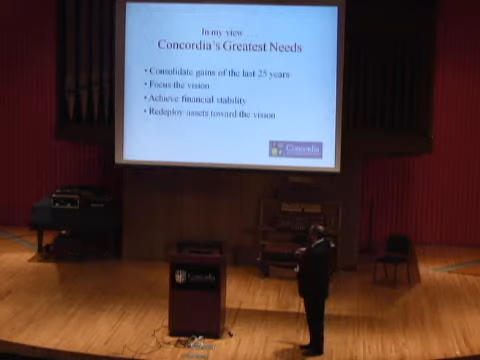 In my view . . .
Concordia's Greatest Needs
• Consolidate gains of the last 25 years
• Focus the vision
• Achieve financial stability
• Redeploy assets toward the vision
Concordia
Concordia